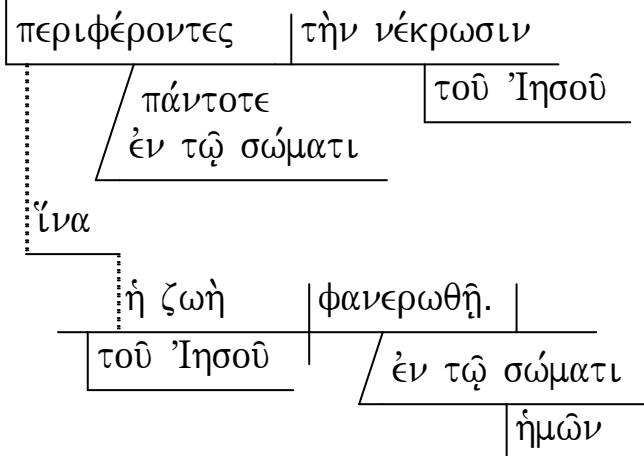 περιφέροντες τὴν νέκρωσιν
πάντοτε τοῦ Ἰησοῦ
ἐν τῷ σώματι
ἵνα
ἡ ζωὴ φανερωθῇ.
τοῦ Ἰησοῦ ἐν τῷ σώματι
ἡμῶν